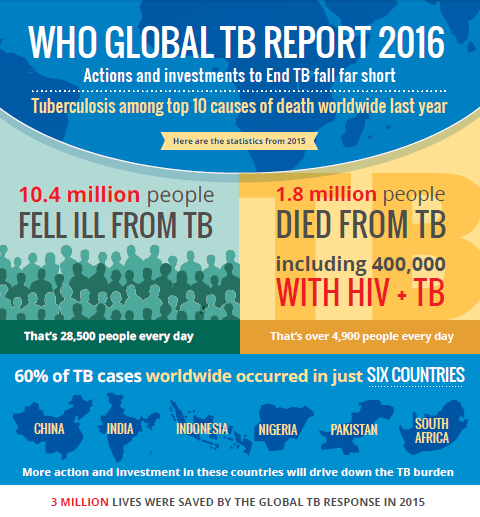 WHO GLOBAL TB REPORT 2016
Actions and investments to End TB fall far short
Tuberculosis among top 10 causes of death worldwide last year
Here are the statistics from 2015
10.4 million people
FELL ILL FROM TB
That's 28,500 people every day
1.8 million people
DIED FROM TB
including 400,000
WITH HIV + TB
That's over 4,900 people every day
60% of TB cases worldwide occurred in just SIX COUNTRIES
CHINA
INDIA
INDONESIA
NIGERIA
PAKISTAN
SOUTH
AFRICA
More action and investment in these countries will drive down the TB burden
3 MILLION LIVES WERE SAVED BY THE GLOBAL TB RESPONSE IN 2015